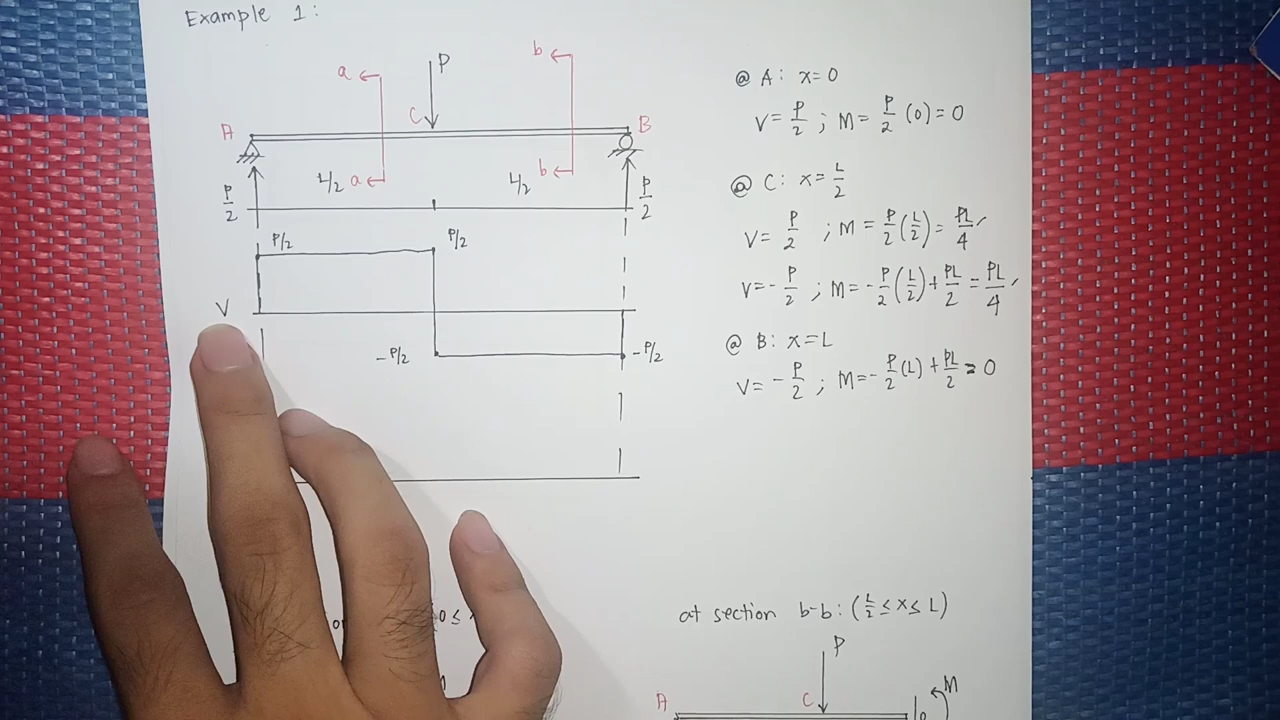 Example 1:
a b P
C
A B
a b
L/2 L/2
P/2 P/2
P/2 P/2
V
-P/2 -P/2
@ A: x=0
V= P/2 ; M= P/2 (0) = 0
@ C: x= L/2
V= P/2 ; M= P/2 (L/2) = PL/4
V=- P/2 ; M=- P/2 (L/2) + PL/2 = PL/4
@ B: x=L
V= - P/2 ; M=- P/2 (L) + PL/2 = 0
0 ≤
at section b-b: (L/2 ≤ x ≤ L)
P
M
A C